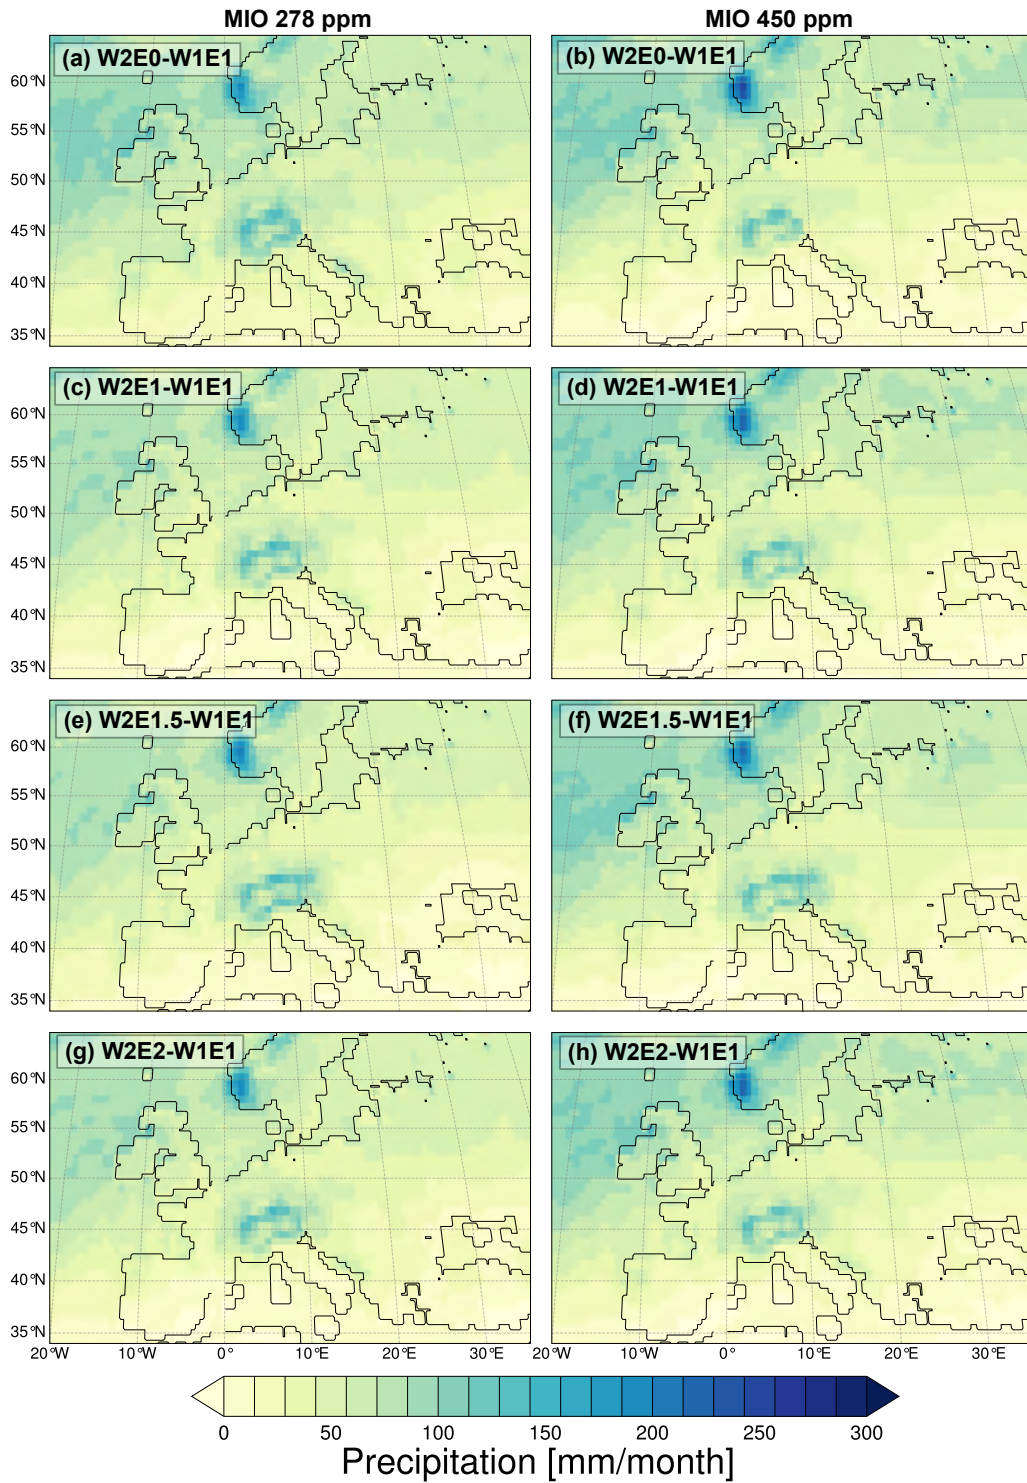 MIO 278 ppm
MIO 450 ppm
(a) W2E0-W1E1
(b) W2E0-W1E1
60°N
55°N
50°N
45°N
40°N
35°N
(c) W2E1-W1E1
(d) W2E1-W1E1
60°N
55°N
50°N
45°N
40°N
35°N
(e) W2E1.5-W1E1
(f) W2E1.5-W1E1
60°N
55°N
50°N
45°N
40°N
35°N
(g) W2E2-W1E1
(h) W2E2-W1E1
60°N
55°N
50°N
45°N
40°N
35°N
20°W 10°W 0° 10°E 20°E 30°E
20°W 10°W 0° 10°E 20°E 30°E
0 50 100 150 200 250 300
Precipitation [mm/month]